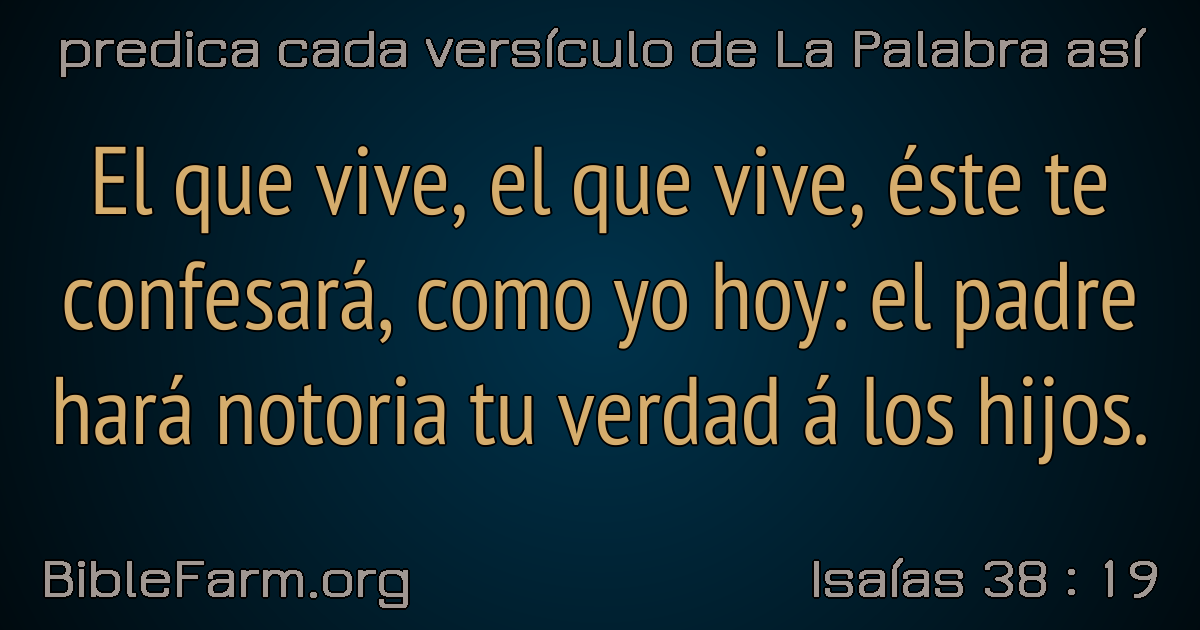 predica cada versículo de La Palabra así
El que vive, el que vive, éste te
confesará, como yo hoy: el padre
hará notoria tu verdad á los hijos.
BibleFarm.org
Isaías 38 : 19